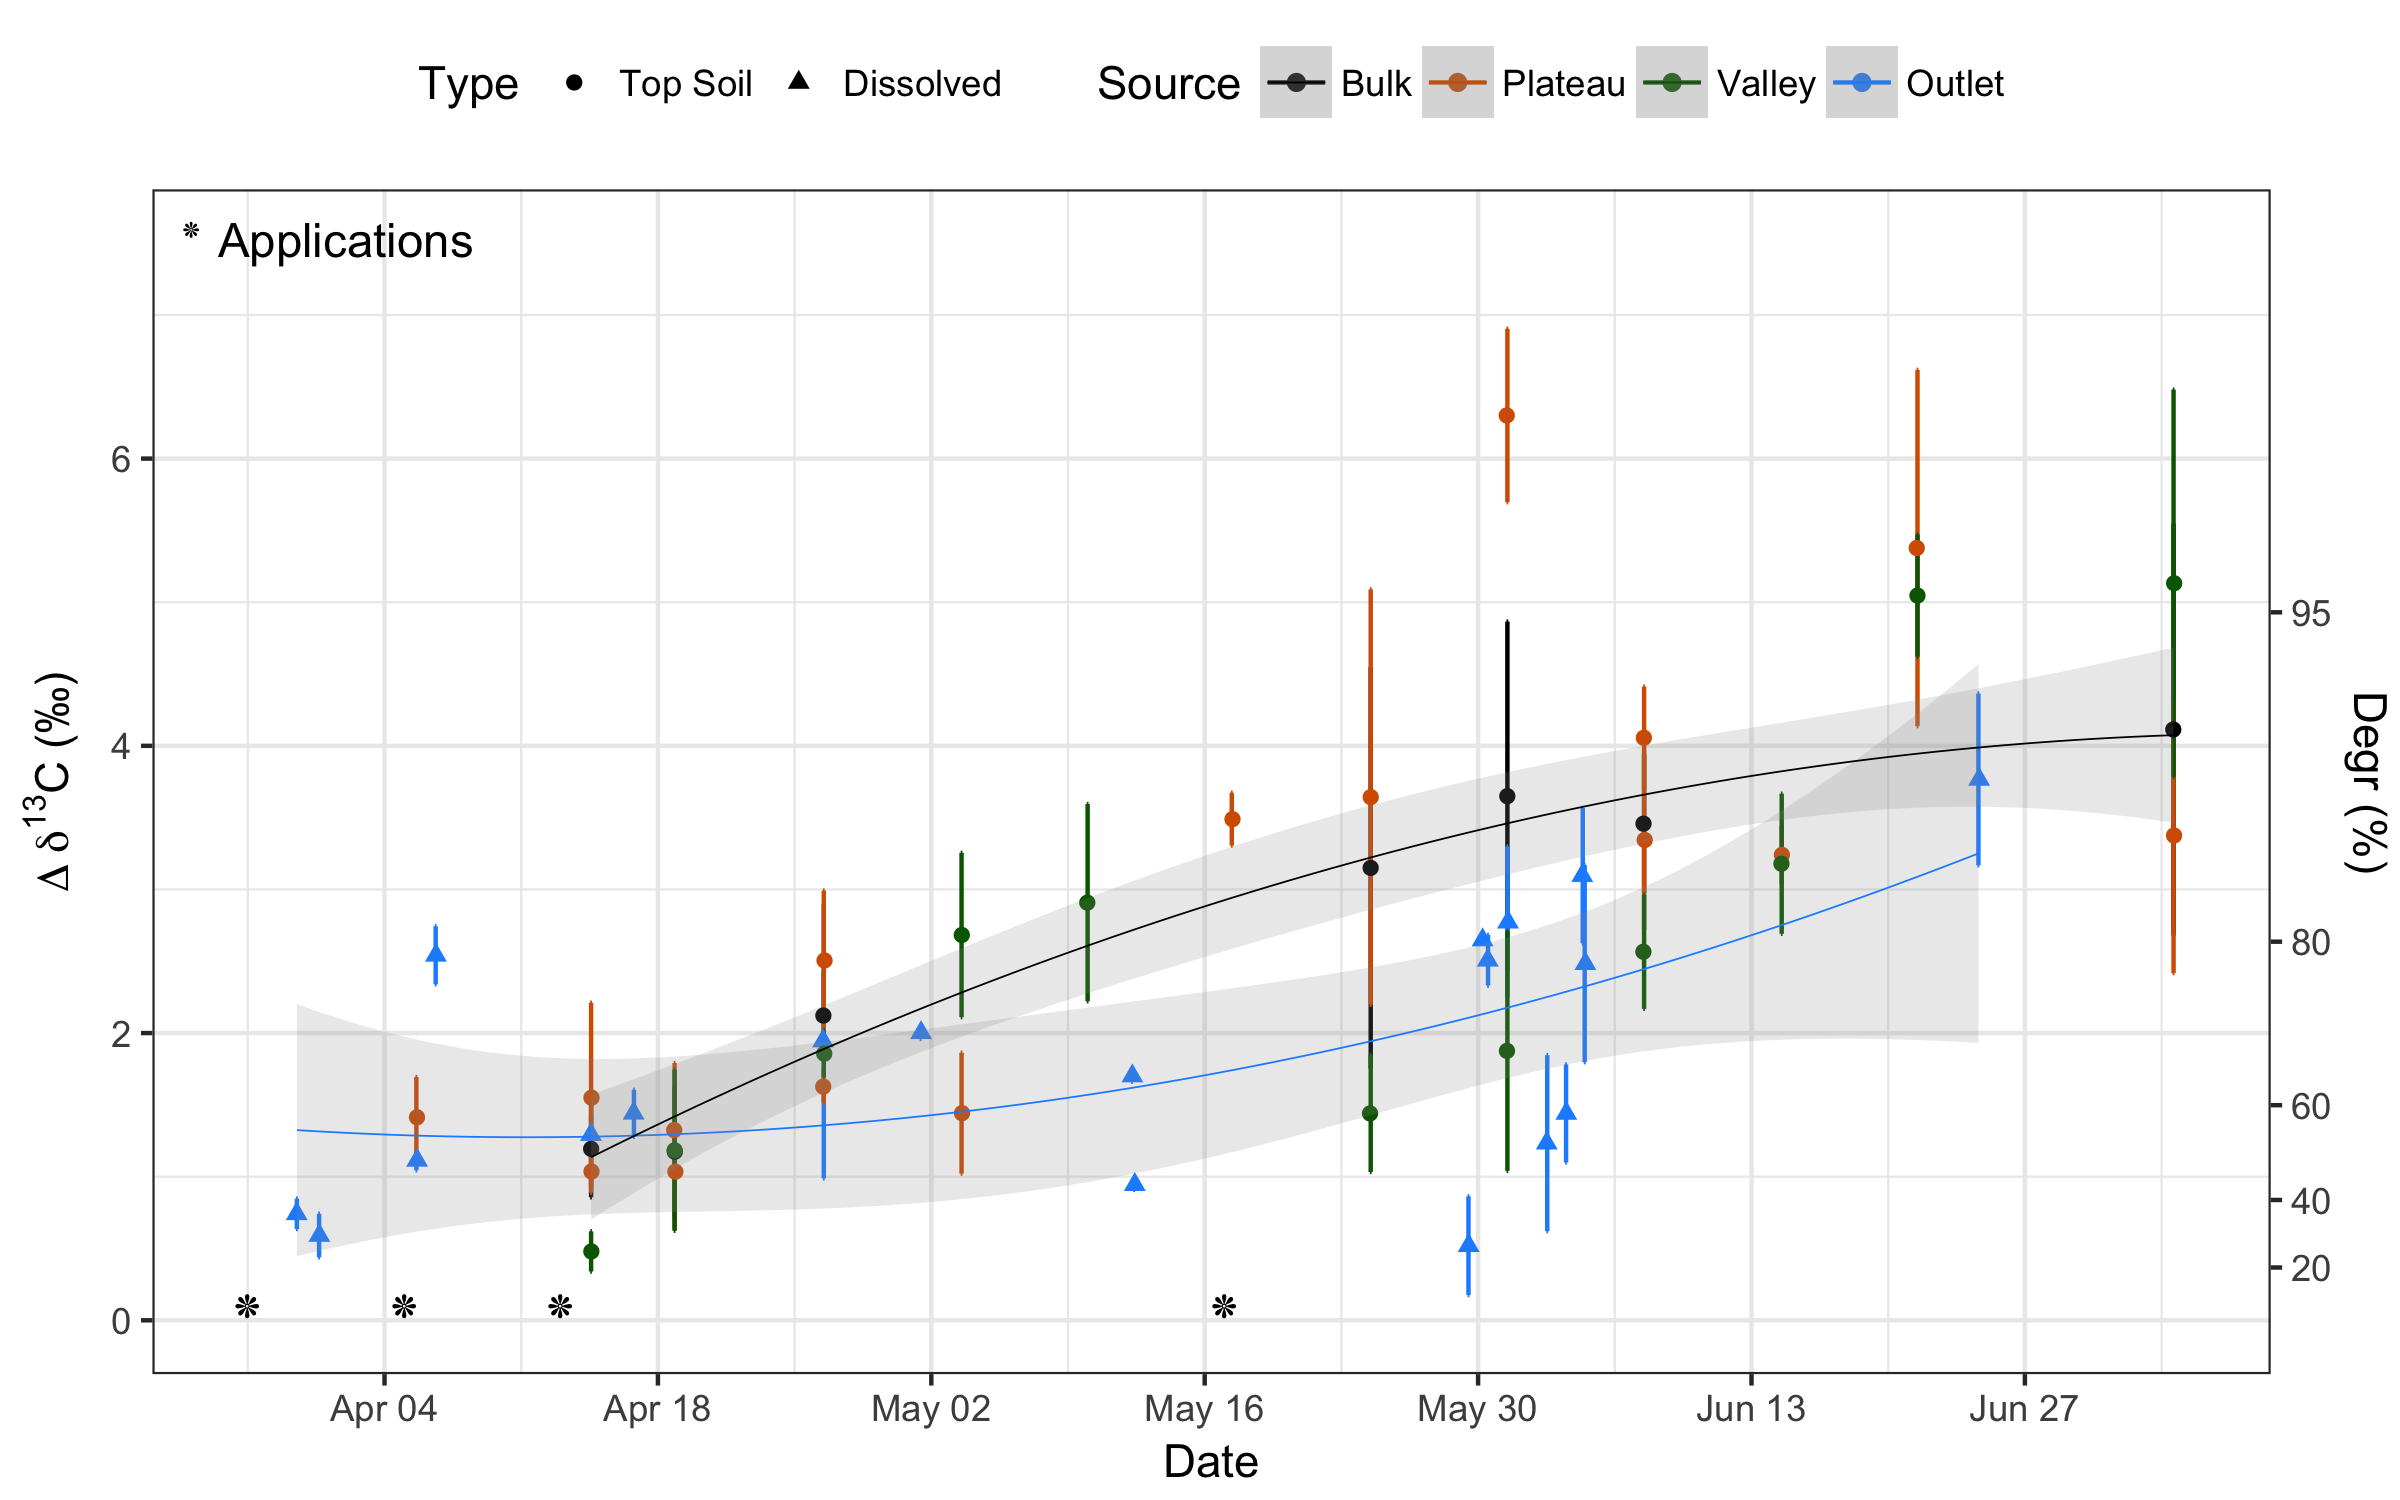 Type Top Soil Dissolved Source Bulk Plateau Valley Outlet
* Applications
Δ δ¹³C (‰)
6
4
2
0
Degr (%)
95
80
60
40
20
* * * *
Apr 04 Apr 18 May 02 May 16 May 30 Jun 13 Jun 27
Date